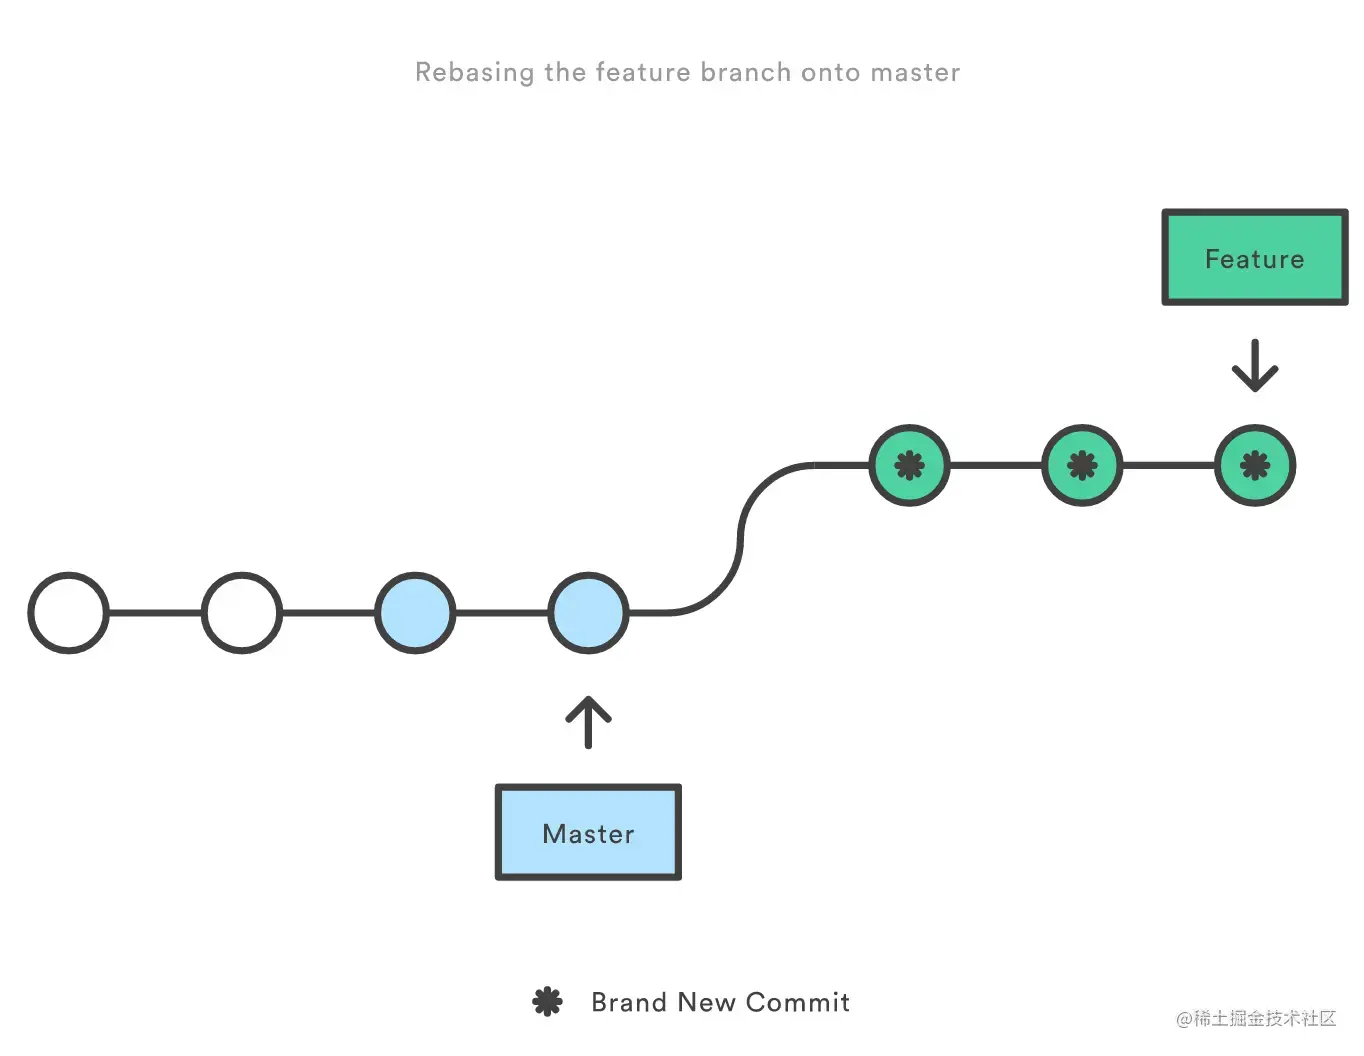 Rebasing the feature branch onto master
Feature
Master
Brand New Commit
@稀土掘金技术社区